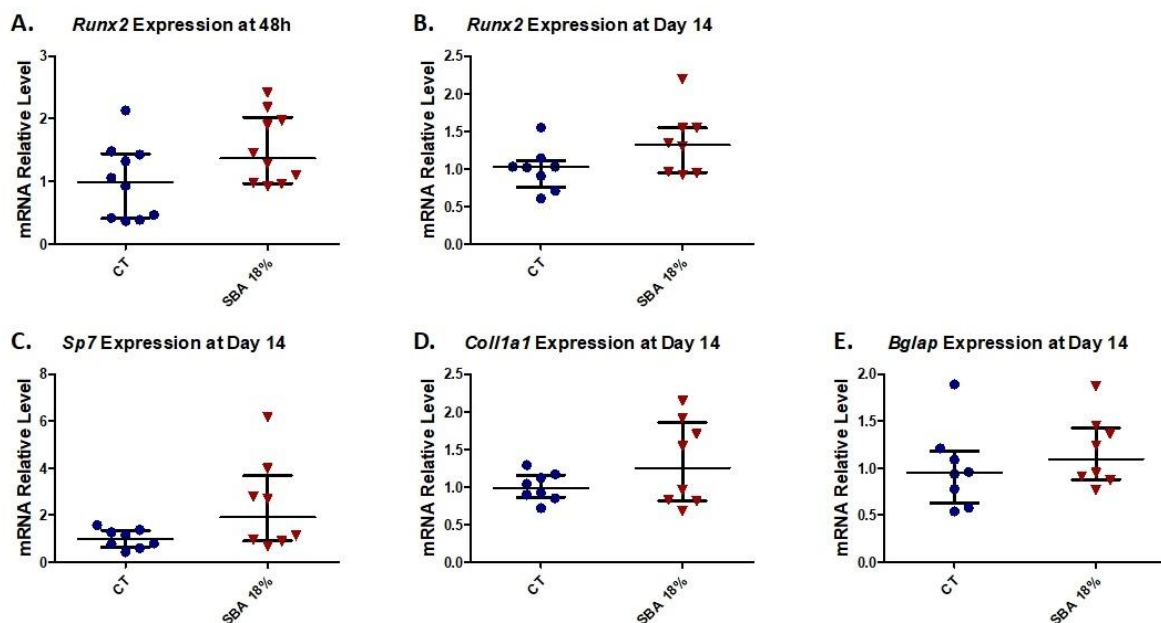 A. Runx2 Expression at 48h
mRNA Relative Level
3
2
1
0
CT
SBA 18%
B. Runx2 Expression at Day 14
mRNA Relative Level
2.5
2.0
1.5
1.0
0.5
0.0
CT
SBA 18%
C. Sp7 Expression at Day 14
mRNA Relative Level
8
6
4
2
0
CT
SBA 18%
D. Coll1a1 Expression at Day 14
mRNA Relative Level
2.5
2.0
1.5
1.0
0.5
0.0
CT
SBA 18%
E. Bglap Expression at Day 14
mRNA Relative Level
2.0
1.5
1.0
0.5
0.0
CT
SBA 18%